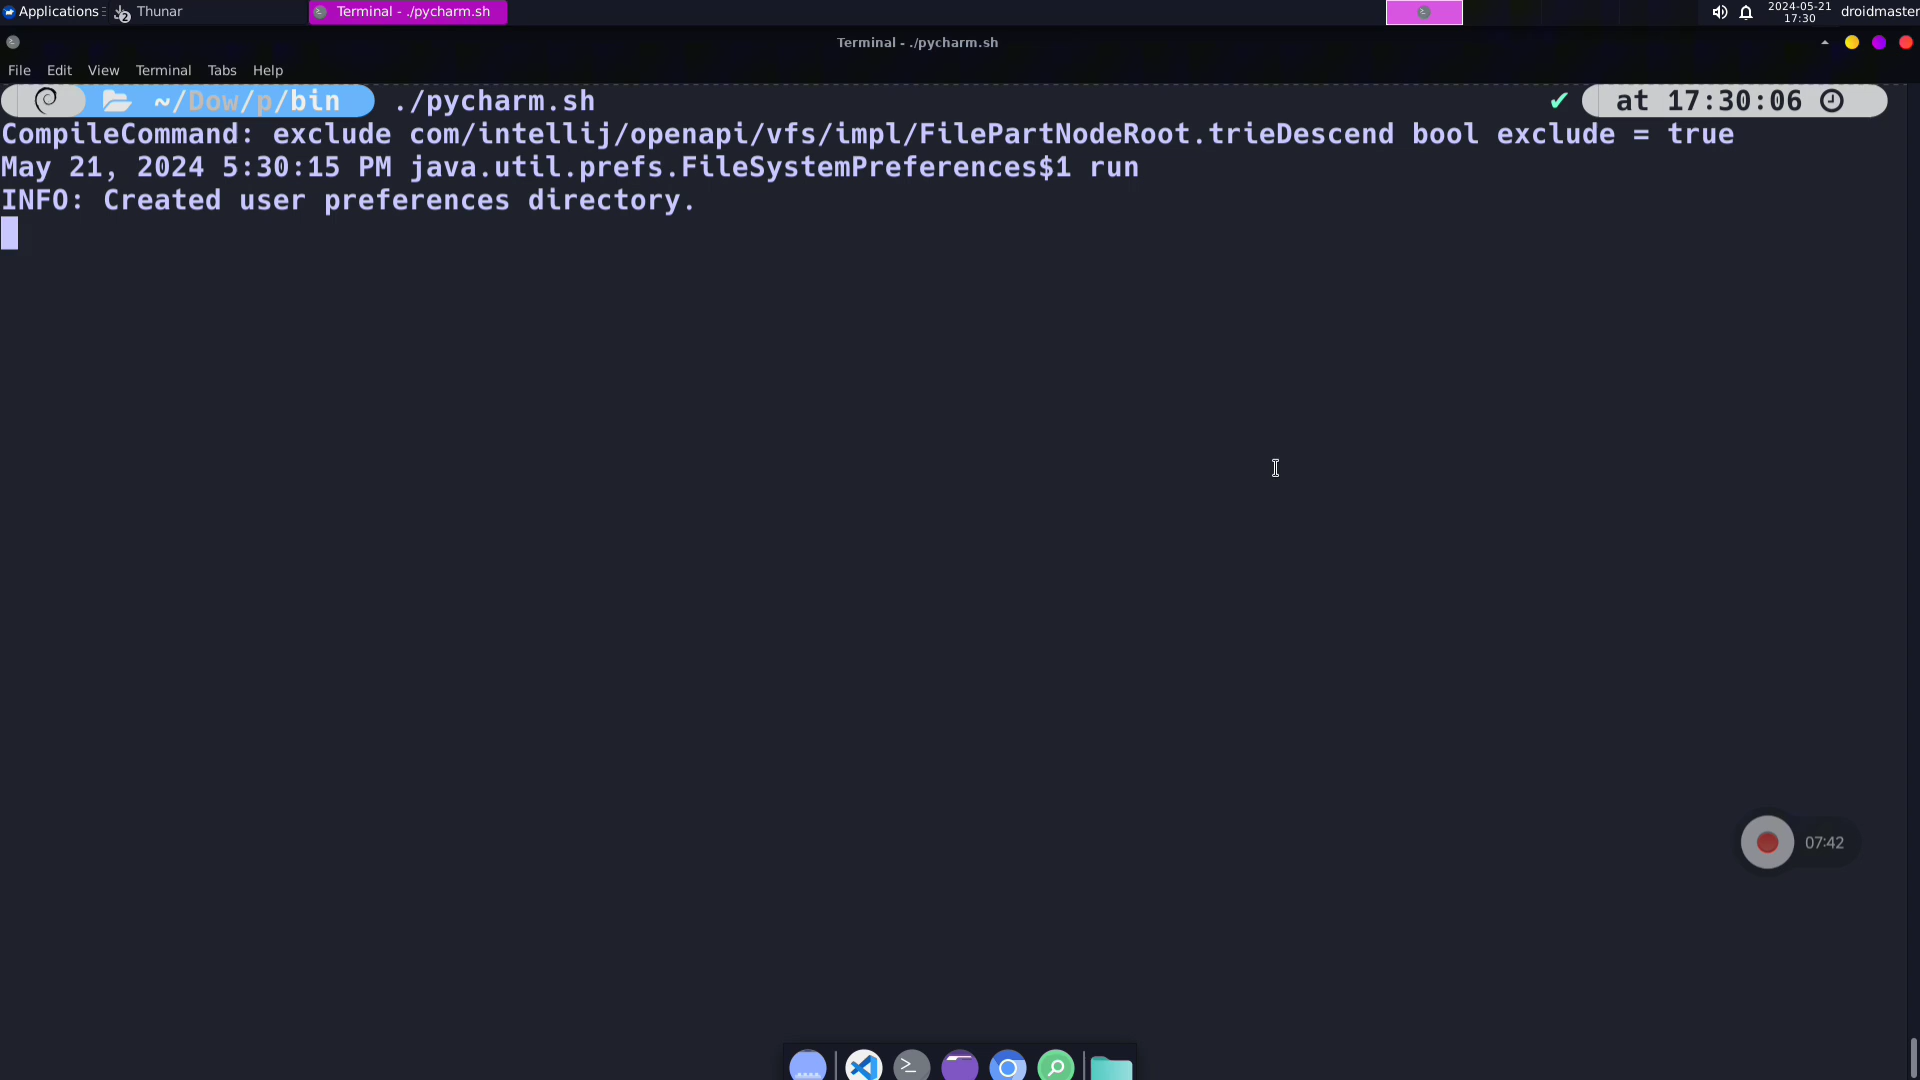 Applications
2 Thunar
Terminal - ./pycharm.sh
2024-05-21
17:30
droidmaster
Terminal - ./pycharm.sh
File Edit View Terminal Tabs Help
~/Dow/p/bin ./pycharm.sh ✔ at 17:30:06
CompileCommand: exclude com/intellij/openapi/vfs/impl/FilePartNodeRoot.trieDescend bool exclude = true
May 21, 2024 5:30:15 PM java.util.prefs.FileSystemPreferences$1 run
INFO: Created user preferences directory.
07:42